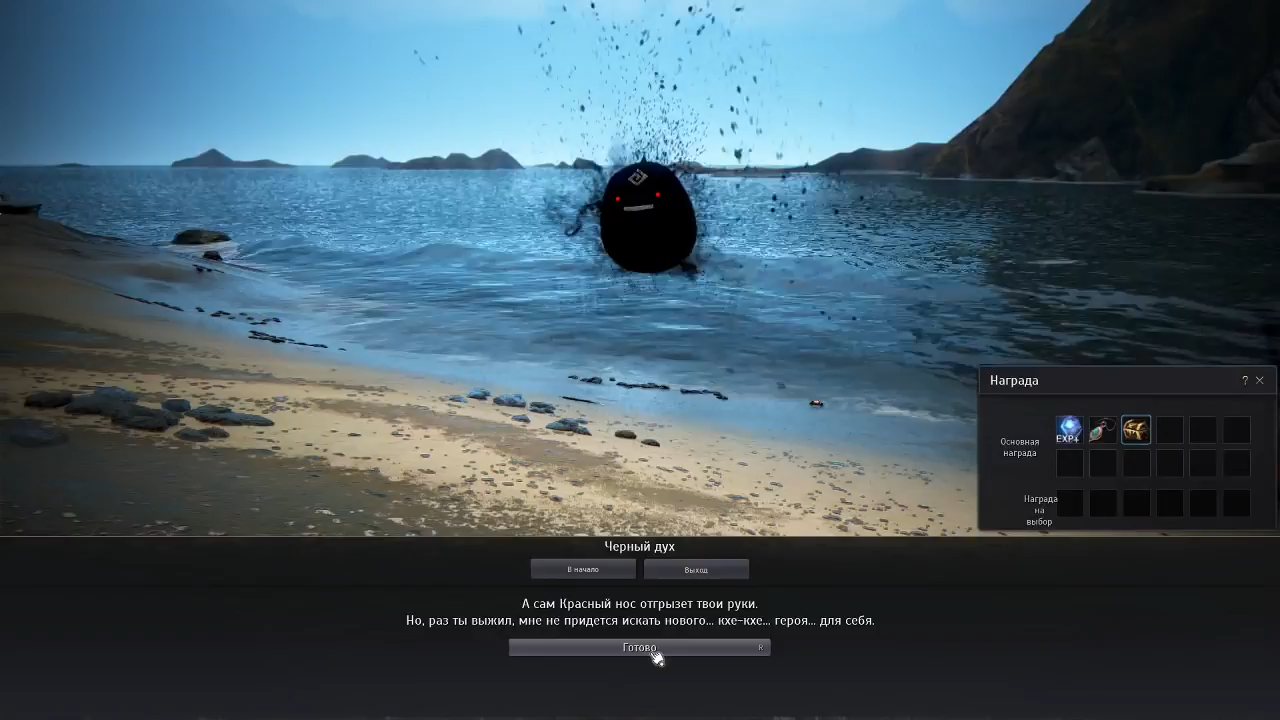 Награда
?
EXP+
Основная
награда
Награда
на
выбор
Черный дух
В начало
Выход
А сам Красный нос отгрызет твои руки.
Но, раз ты выжил, мне не придется искать нового... кхе-кхе... героя... для себя.
Готово
R